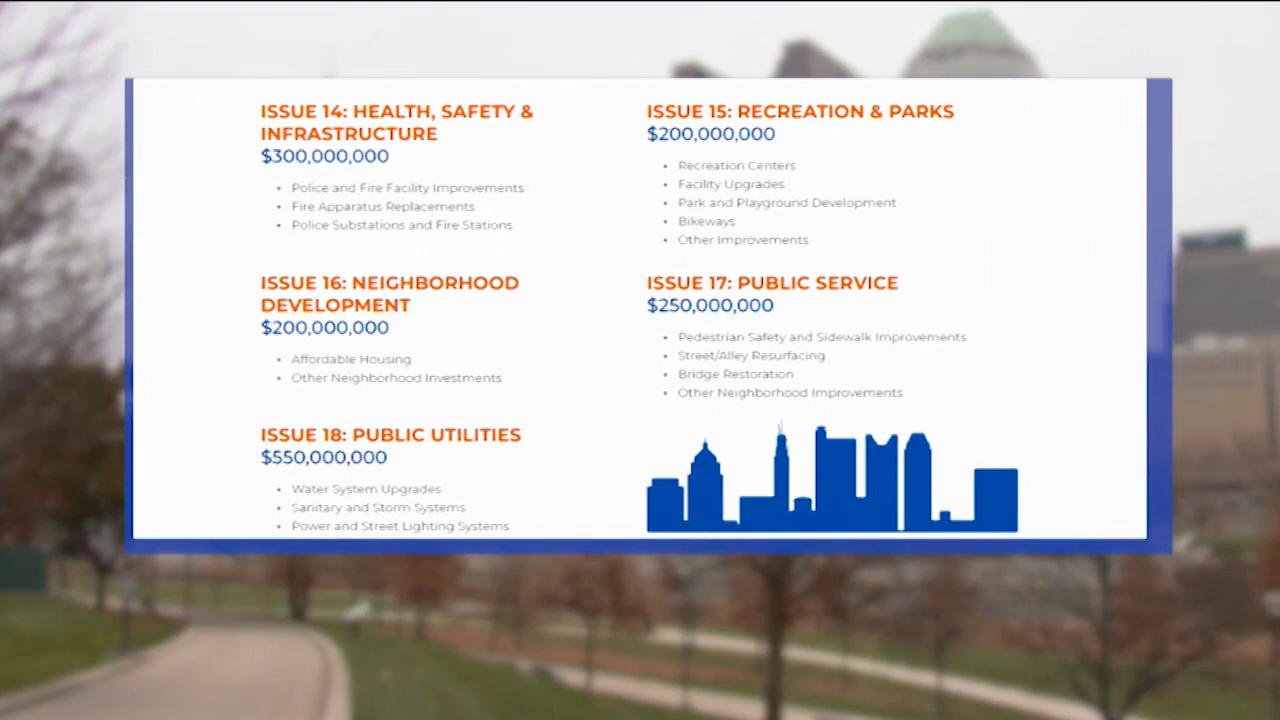 ISSUE 14: HEALTH, SAFETY &
INFRASTRUCTURE
$300,000,000
• Police and Fire Facility Improvements
• Fire Apparatus Replacements
• Police Substations and Fire Stations
ISSUE 15: RECREATION & PARKS
$200,000,000
• Recreation Centers
• Facility Upgrades
• Park and Playground Development
• Bikeways
• Other Improvements
ISSUE 16: NEIGHBORHOOD
DEVELOPMENT
$200,000,000
• Affordable Housing
• Other Neighborhood Investments
ISSUE 17: PUBLIC SERVICE
$250,000,000
• Pedestrian Safety and Sidewalk Improvements
• Street/Alley Resurfacing
• Bridge Restoration
• Other Neighborhood Improvements
ISSUE 18: PUBLIC UTILITIES
$550,000,000
• Water System Upgrades
• Sanitary and Storm Systems
• Power and Street Lighting Systems